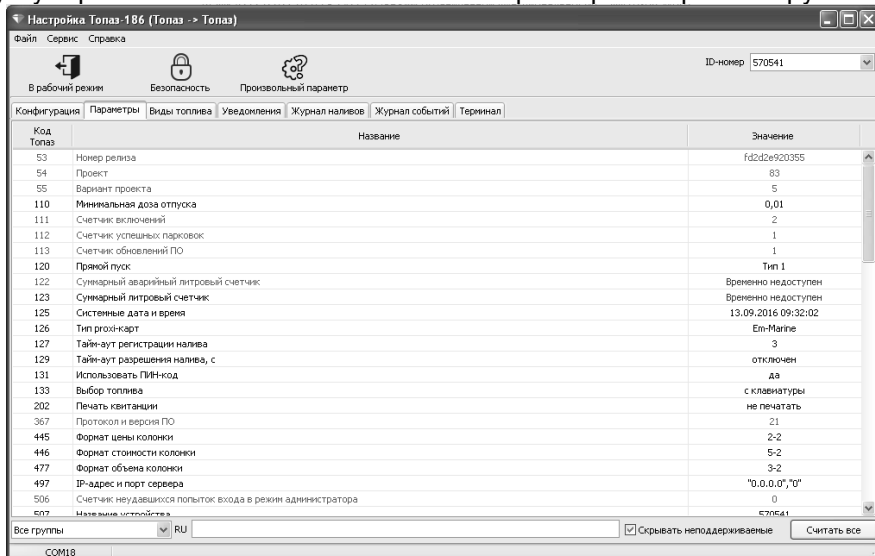 Настройка Топаз-186 (Топаз -> Топаз)
Файл Сервис Справка
В рабочий режим Безопасность Произвольный параметр ID-номер 570541
Конфигурация Параметры Виды топлива Уведомления Журнал наливов Журнал событий Терминал
Код Топаз Название Значение
53 Номер релиза fd2d2e920355
54 Проект 83
55 Вариант проекта 5
110 Минимальная доза отпуска 0,01
111 Счетчик включений 2
112 Счетчик успешных парковок 1
113 Счетчик обновлений ПО 1
120 Прямой пуск Тип 1
122 Суммарный аварийный литровый счетчик Временно недоступен
123 Суммарный литровый счетчик Временно недоступен
125 Системные дата и время 13.09.2016 09:32:02
126 Тип proxi-карт Em-Marine
127 Тайм-аут регистрации налива 3
129 Тайм-аут разрешения налива, с отключен
131 Использовать ПИН-код да
133 Выбор топлива с клавиатуры
202 Печать квитанции не печатать
367 Протокол и версия ПО 21
445 Формат цены колонки 2-2
446 Формат стоимости колонки 5-2
477 Формат объема колонки 3-2
497 IP-адрес и порт сервера "0.0.0.0","0"
506 Счетчик неудавшихся попыток входа в режим администратора 0
507 Название устройства 570541
Все группы RU Скрывать неподдерживаемые Считать все
COM18